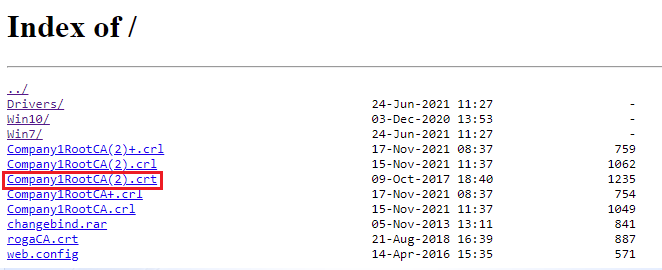 Index of /
../
Drivers/ 24-Jun-2021 11:27 -
Win10/ 03-Dec-2020 13:53 -
Win7/ 24-Jun-2021 11:27 -
Company1RootCA(2)+.crl 17-Nov-2021 08:37 759
Company1RootCA(2).crl 15-Nov-2021 11:37 1062
Company1RootCA(2).crt 09-Oct-2017 18:40 1235
Company1RootCA+.crl 17-Nov-2021 08:37 754
Company1RootCA.crl 15-Nov-2021 11:37 1049
changebind.rar 05-Nov-2013 13:11 841
rogaCA.crt 21-Aug-2018 16:39 887
web.config 14-Apr-2016 15:35 571